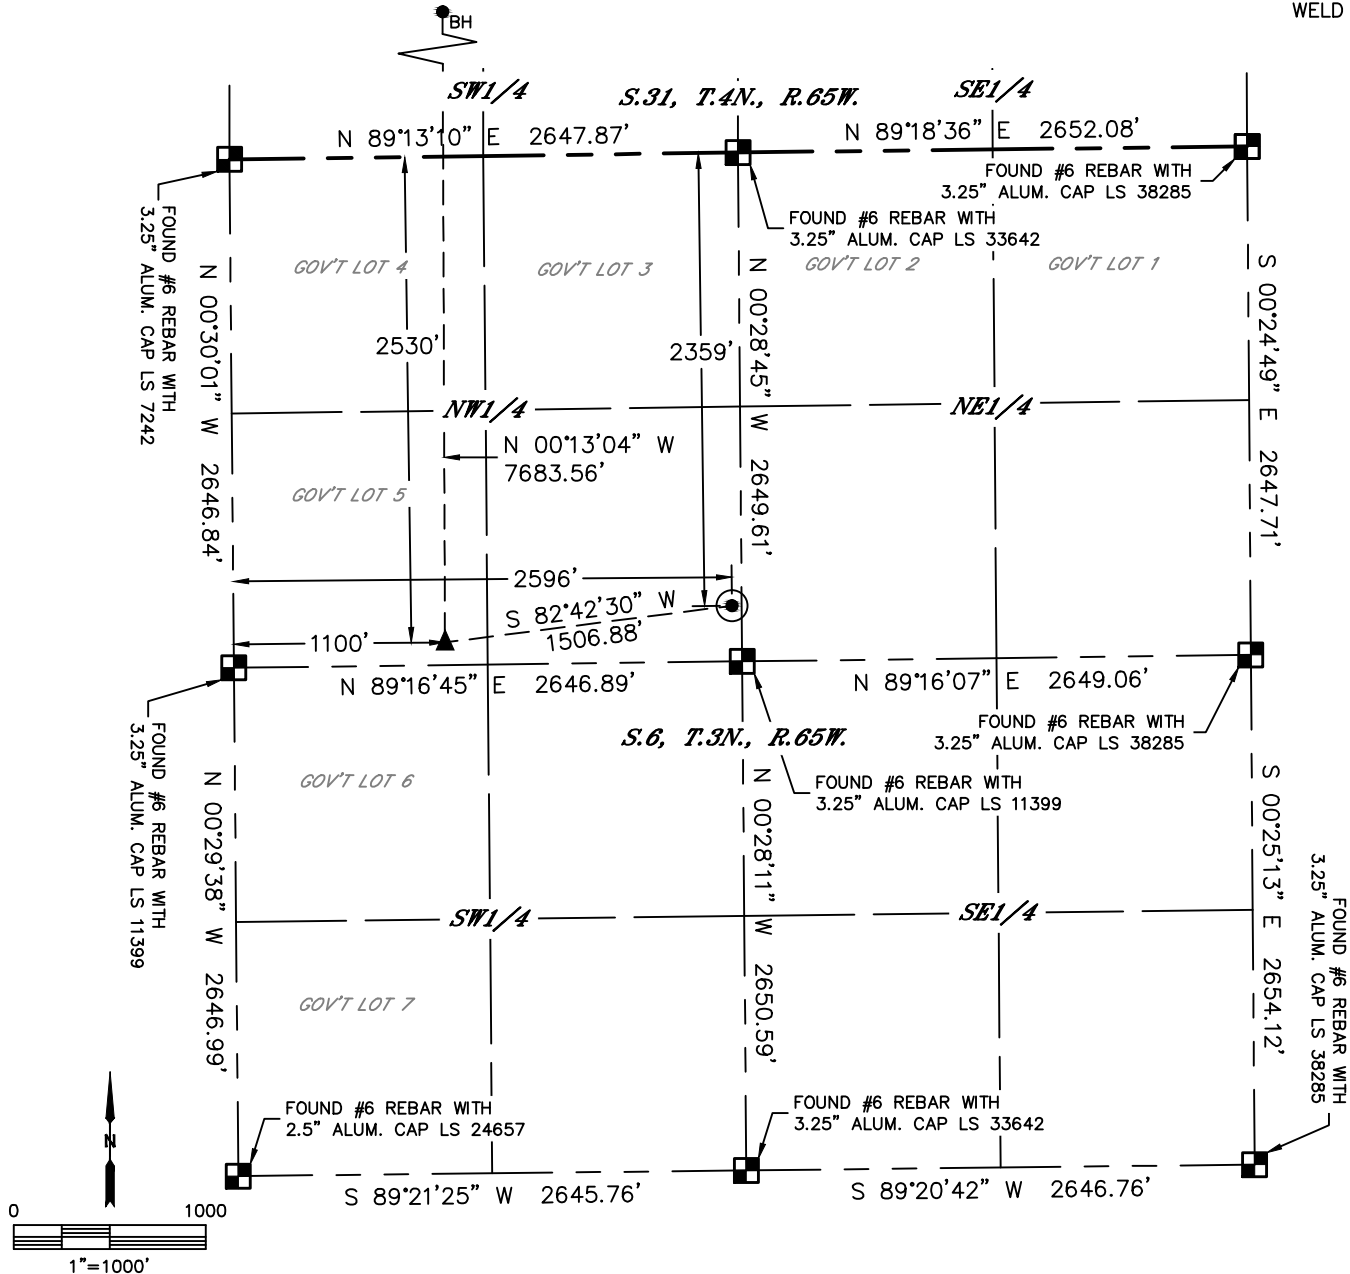 WELD
BH
SW1/4
S.31, T.4N., R.65W.
SE1/4
N 89°13'10" E 2647.87'
N 89°18'36" E 2652.08'
FOUND #6 REBAR WITH
3.25" ALUM. CAP LS 38285
FOUND #6 REBAR WITH
3.25" ALUM. CAP LS 33642
FOUND #6 REBAR WITH
3.25" ALUM. CAP LS 7242
GOV'T LOT 4
GOV'T LOT 3
GOV'T LOT 2
GOV'T LOT 1
N 00°30'01" W 2646.84'
N 00°28'45" W 2649.61'
S 00°24'49" E 2647.71'
2530'
2359'
NW1/4
NE1/4
N 00°13'04" W
7683.56'
GOV'T LOT 5
2596'
S 82°42'30" W
1506.88'
1100'
N 89°16'45" E 2646.89'
N 89°16'07" E 2649.06'
FOUND #6 REBAR WITH
3.25" ALUM. CAP LS 38285
S.6, T.3N., R.65W.
FOUND #6 REBAR WITH
3.25" ALUM. CAP LS 11399
FOUND #6 REBAR WITH
3.25" ALUM. CAP LS 11399
GOV'T LOT 6
N 00°29'38" W 2646.99'
N 00°28'11" W 2650.59'
S 00°25'13" E 2654.12'
FOUND #6 REBAR WITH
3.25" ALUM. CAP LS 38285
SW1/4
SE1/4
GOV'T LOT 7
FOUND #6 REBAR WITH
2.5" ALUM. CAP LS 24657
FOUND #6 REBAR WITH
3.25" ALUM. CAP LS 33642
N
S 89°21'25" W 2645.76'
S 89°20'42" W 2646.76'
0 1000
1"=1000'